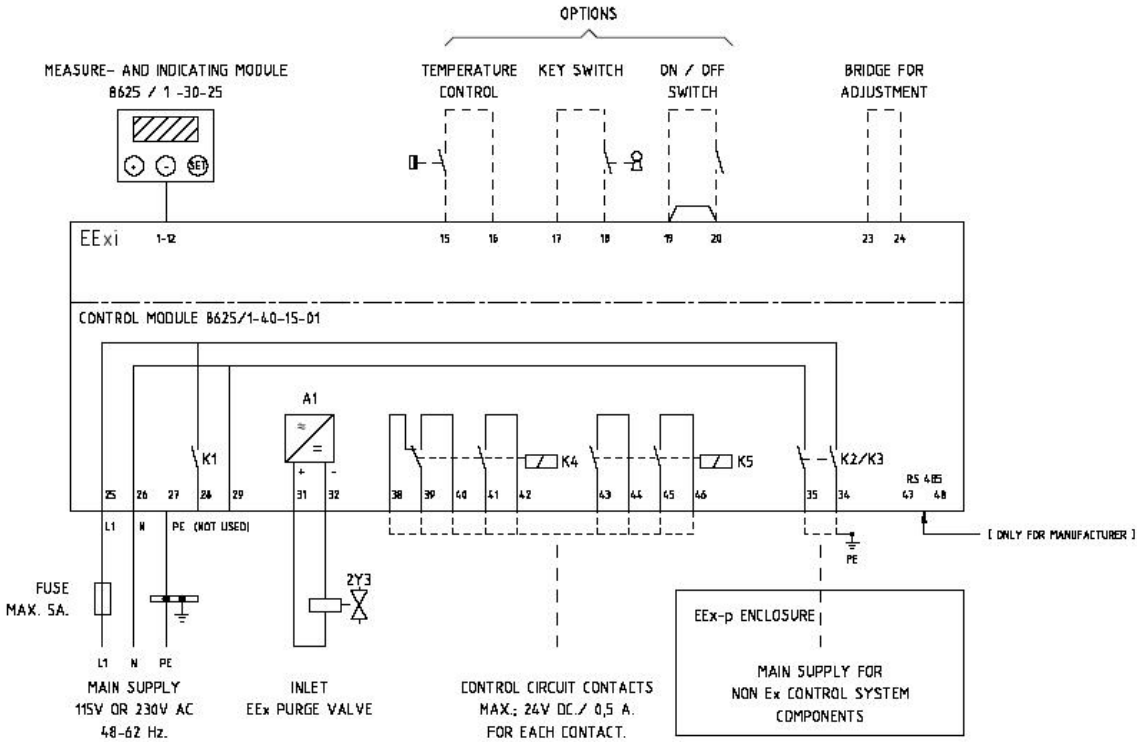 OPTIONS
MEASURE- AND INDICATING MODULE
8625 / 1 -30-25
TEMPERATURE
CONTROL
KEY SWITCH
ON / OFF
SWITCH
BRIDGE FOR
ADJUSTMENT
+ - SET
EExi 1-12 15 16 17 18 19 20 23 24
CONTROL MODULE 8625/1-40-15-01
A1
≈
=
+ -
K1 K4 K5 K2/K3
RS 485
25 26 27 28 29 31 32 38 39 40 41 42 43 44 45 46 35 34 47 48
L1 N PE (NOT USED)
[ ONLY FOR MANUFACTURER ]
PE
FUSE
MAX. 5A.
2Y3
EEx-p ENCLOSURE
L1 N PE
MAIN SUPPLY
115V OR 230V AC
48-62 Hz.
INLET
EEx PURGE VALVE
CONTROL CIRCUIT CONTACTS
MAX.: 24V DC./ 0,5 A.
FOR EACH CONTACT.
MAIN SUPPLY FOR
NON Ex CONTROL SYSTEM
COMPONENTS